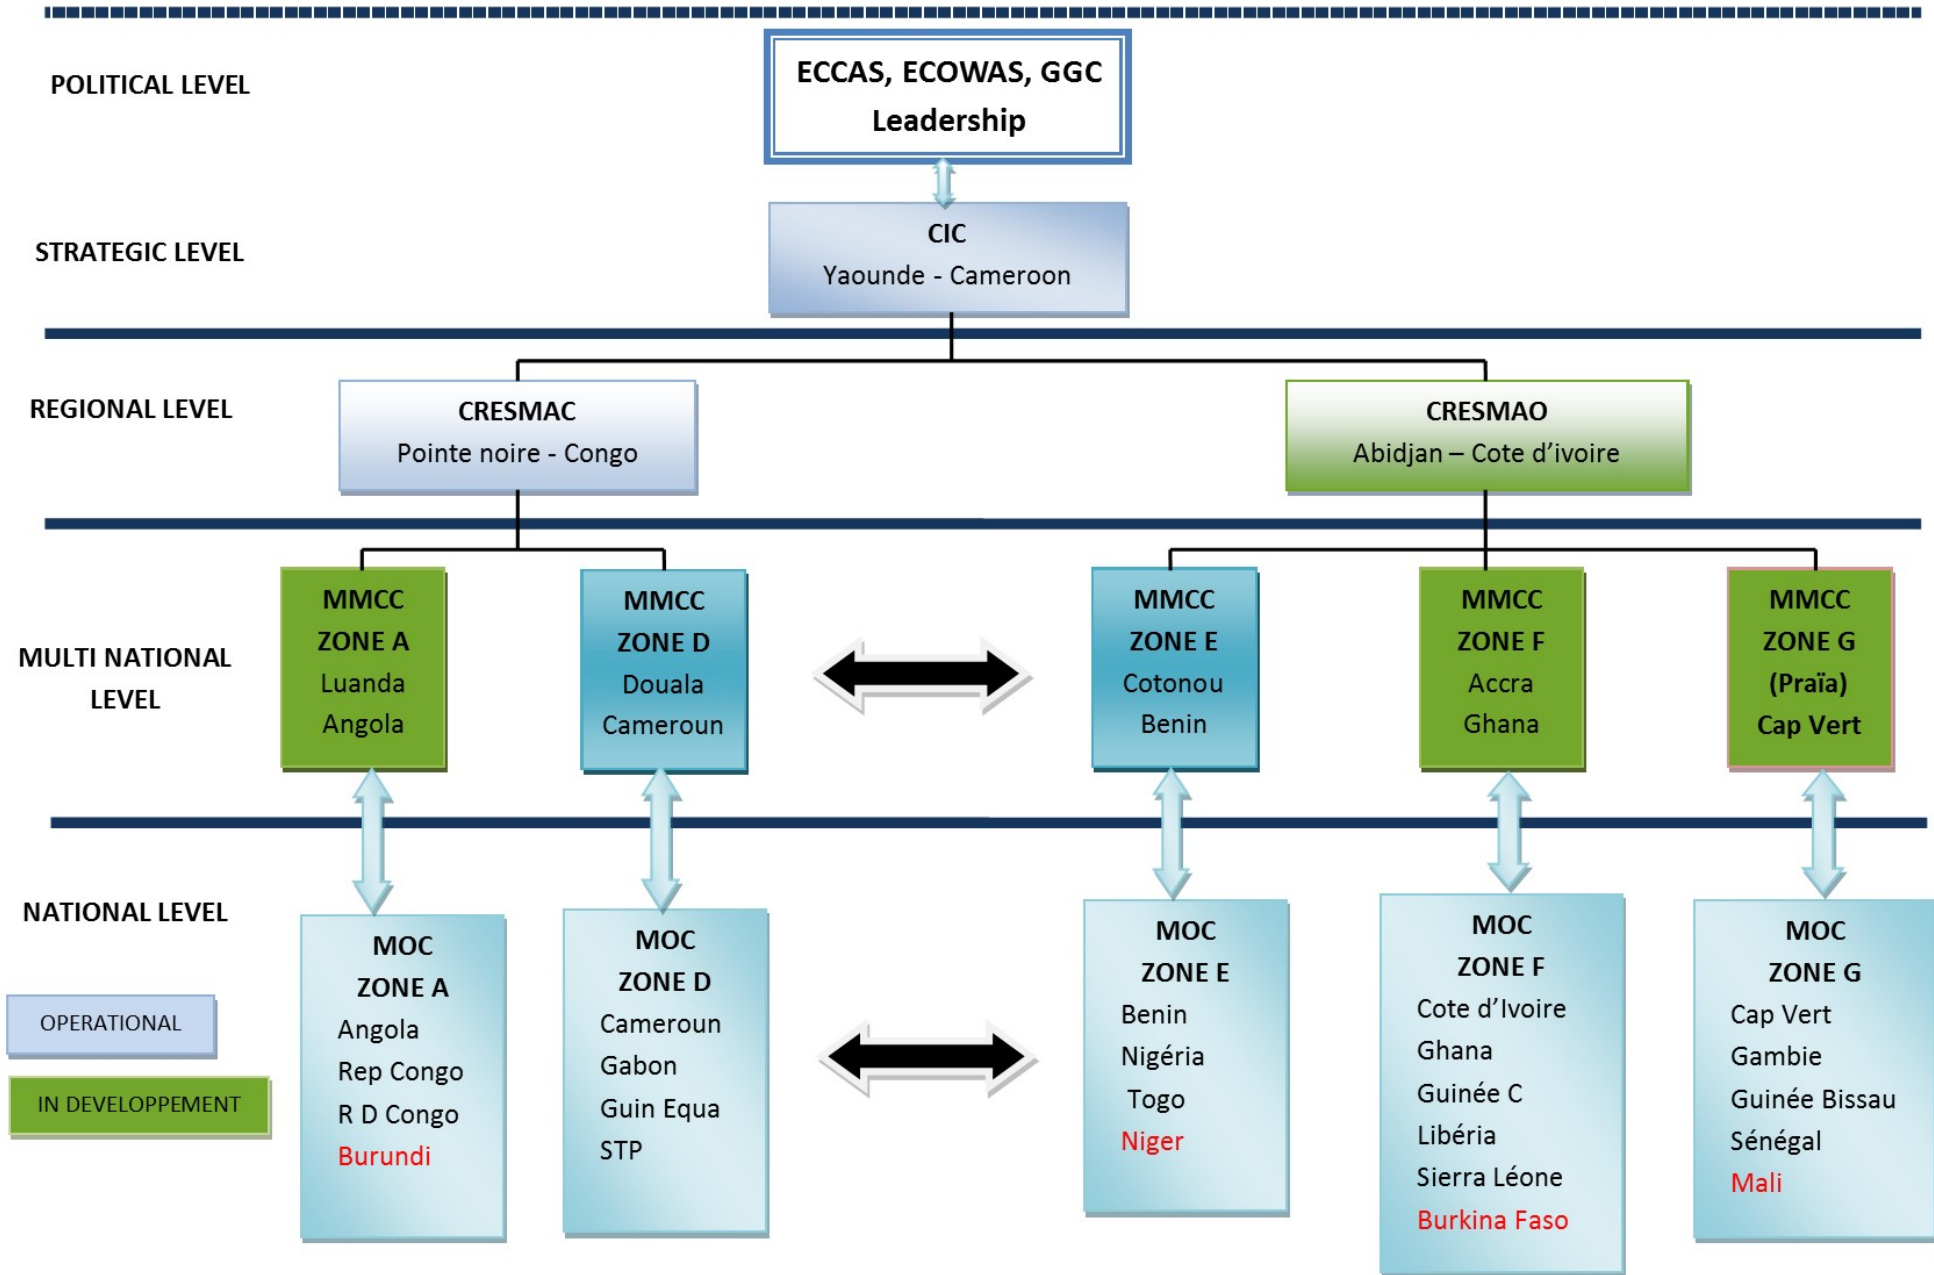 POLITICAL LEVEL
ECCAS, ECOWAS, GGC
Leadership
STRATEGIC LEVEL
CIC
Yaounde - Cameroon
REGIONAL LEVEL
CRESMAC
Pointe noire - Congo
CRESMAO
Abidjan – Cote d’ivoire
MULTI NATIONAL
LEVEL
MMCC
ZONE A
Luanda
Angola
MMCC
ZONE D
Douala
Cameroun
MMCC
ZONE E
Cotonou
Benin
MMCC
ZONE F
Accra
Ghana
MMCC
ZONE G
(Praïa)
Cap Vert
NATIONAL LEVEL
MOC
ZONE A
Angola
Rep Congo
R D Congo
Burundi
MOC
ZONE D
Cameroun
Gabon
Guin Equa
STP
MOC
ZONE E
Benin
Nigéria
Togo
Niger
MOC
ZONE F
Cote d’Ivoire
Ghana
Guinée C
Libéria
Sierra Léone
Burkina Faso
MOC
ZONE G
Cap Vert
Gambie
Guinée Bissau
Sénégal
Mali
OPERATIONAL
IN DEVELOPPEMENT